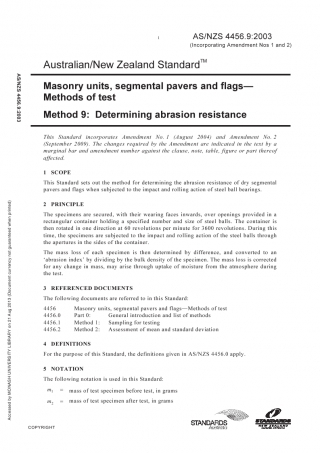 1
AS/NZS 4456.9:2003
(Incorporating Amendment Nos 1 and 2)
Australian/New Zealand Standard™
Masonry units, segmental pavers and flags—
Methods of test
Method 9: Determining abrasion resistance
This Standard incorporates Amendment No. 1 (August 2004) and Amendment No. 2
(September 2009). The changes required by the Amendment are indicated in the text by a
marginal bar and amendment number against the clause, note, table, figure or part thereof
affected.
1 SCOPE
This Standard sets out the method for determining the abrasion resistance of dry segmental
pavers and flags when subjected to the impact and rolling action of steel ball bearings.
2 PRINCIPLE
The specimens are secured, with their wearing faces inwards, over openings provided in a
rectangular container holding a specified number and size of steel balls. The container is
then rotated in one direction at 60 revolutions per minute for 3600 revolutions. During this
time, the specimens are subjected to the impact and rolling action of the steel balls through
the apertures in the sides of the container.
The mass loss of each specimen is then determined by difference, and converted to an
'abrasion index' by dividing by the bulk density of the specimen. The mass loss is corrected
for any change in mass, may arise through uptake of moisture from the atmosphere during
the test.
3 REFERENCED DOCUMENTS
The following documents are referred to in this Standard:
4456 Masonry units, segmental pavers and flags—Methods of test
4456.0 Part 0: General introduction and list of methods
4456.1 Method 1: Sampling for testing
4456.2 Method 2: Assessment of mean and standard deviation
4 DEFINITIONS
For the purpose of this Standard, the definitions given in AS/NZS 4456.0 apply.
5 NOTATION
The following notation is used in this Standard:
m₁ = mass of test specimen before test, in grams
m₂ = mass of test specimen after test, in grams
COPYRIGHT
STANDARDS
Australia
STANDARDS
NEW ZEALAND
AS/NZS 4456.9:2003
Accessed by MONASH UNIVERSITY LIBRARY on 21 Aug 2012 (Document currency not guaranteed when printed)